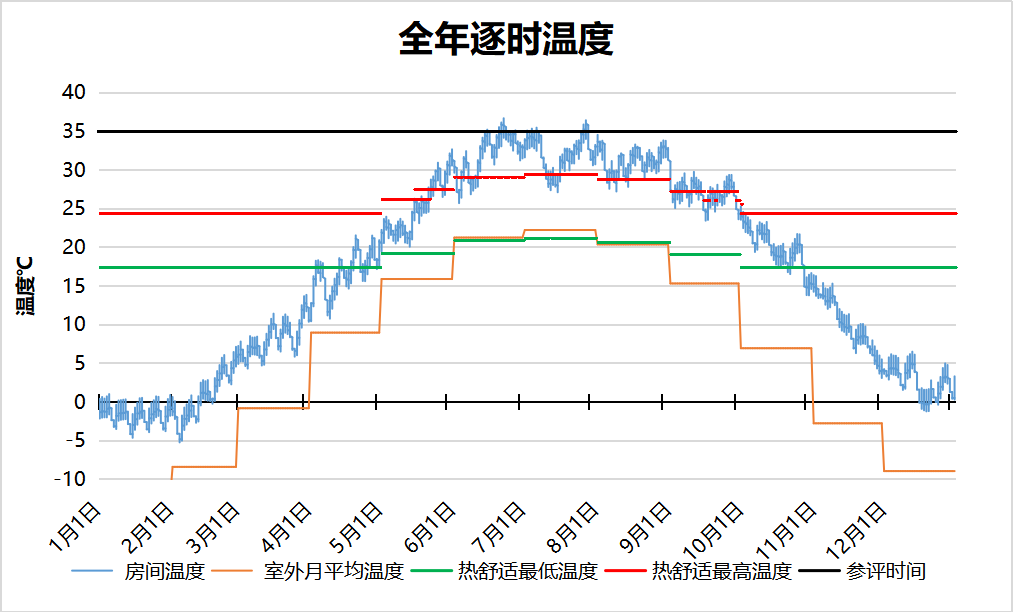 全年逐时温度
温度℃
40
35
30
25
20
15
10
5
0
-5
-10
1月1日
2月1日
3月1日
4月1日
5月1日
6月1日
7月1日
8月1日
9月1日
10月1日
11月1日
12月1日
房间温度 室外月平均温度 热舒适最低温度 热舒适最高温度 参评时间